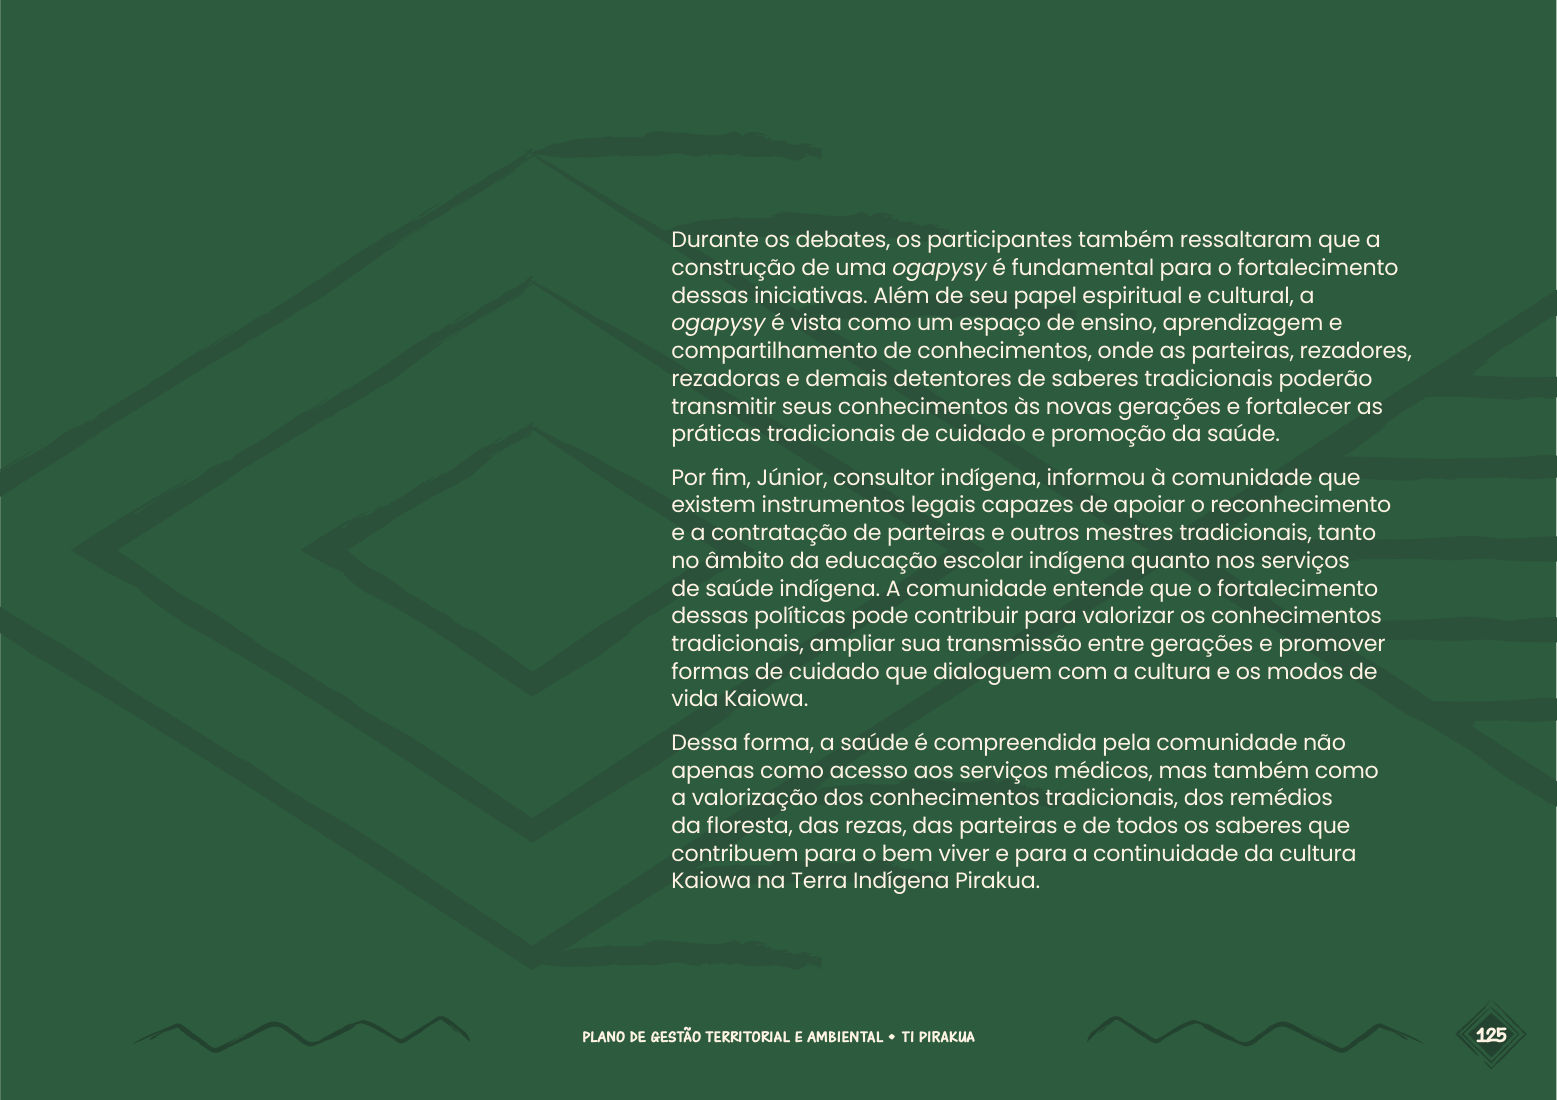 Durante os debates, os participantes também ressaltaram que a
construção de uma ogapysy é fundamental para o fortalecimento
dessas iniciativas. Além de seu papel espiritual e cultural, a
ogapysy é vista como um espaço de ensino, aprendizagem e
compartilhamento de conhecimentos, onde as parteiras, rezadores,
rezadoras e demais detentores de saberes tradicionais poderão
transmitir seus conhecimentos às novas gerações e fortalecer as
práticas tradicionais de cuidado e promoção da saúde.
Por fim, Júnior, consultor indígena, informou à comunidade que
existem instrumentos legais capazes de apoiar o reconhecimento
e a contratação de parteiras e outros mestres tradicionais, tanto
no âmbito da educação escolar indígena quanto nos serviços
de saúde indígena. A comunidade entende que o fortalecimento
dessas políticas pode contribuir para valorizar os conhecimentos
tradicionais, ampliar sua transmissão entre gerações e promover
formas de cuidado que dialoguem com a cultura e os modos de
vida Kaiowa.
Dessa forma, a saúde é compreendida pela comunidade não
apenas como acesso aos serviços médicos, mas também como
a valorização dos conhecimentos tradicionais, dos remédios
da floresta, das rezas, das parteiras e de todos os saberes que
contribuem para o bem viver e para a continuidade da cultura
Kaiowa na Terra Indígena Pirakua.
PLANO DE GESTÃO TERRITORIAL E AMBIENTAL • TI PIRAKUA
125